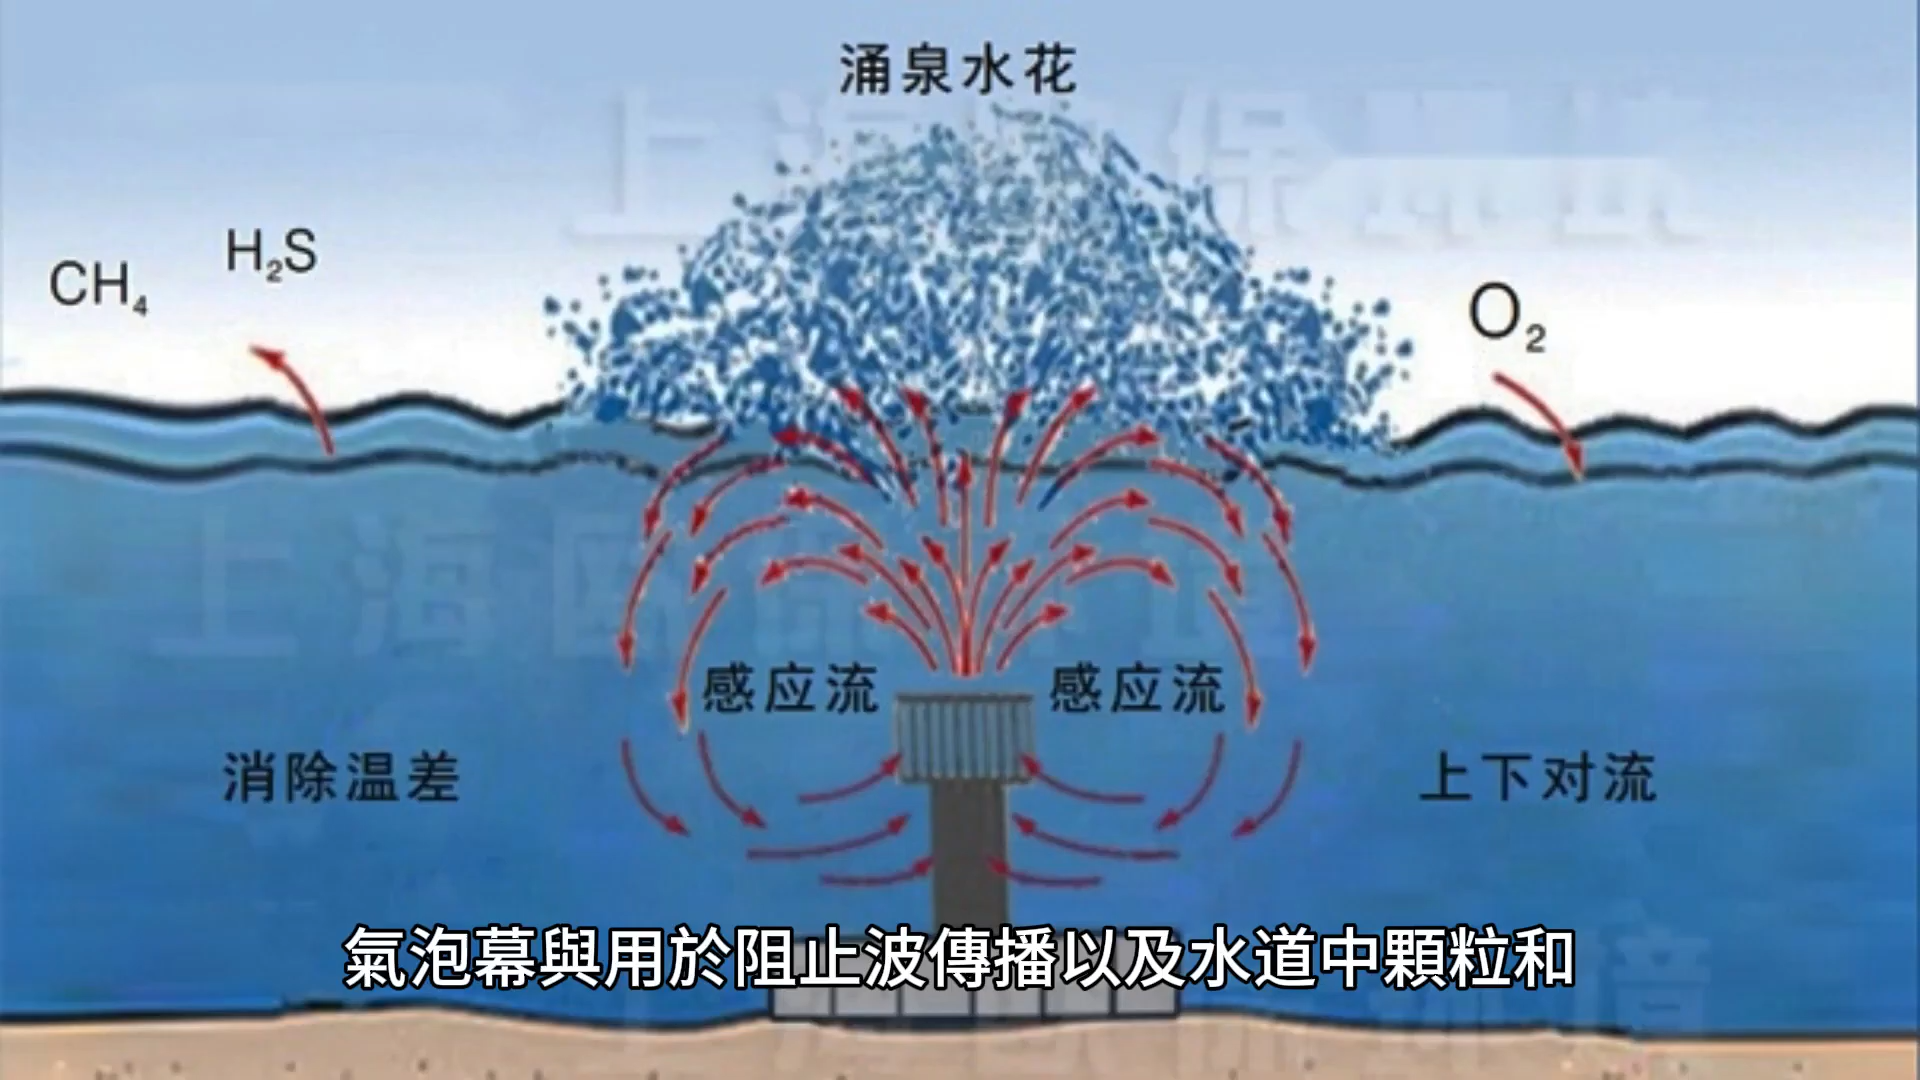 涌泉水花
H₂S
CH₄
O₂
感应流 感应流
消除温差
上下对流
氣泡幕與用於阻止波傳播以及水道中顆粒和